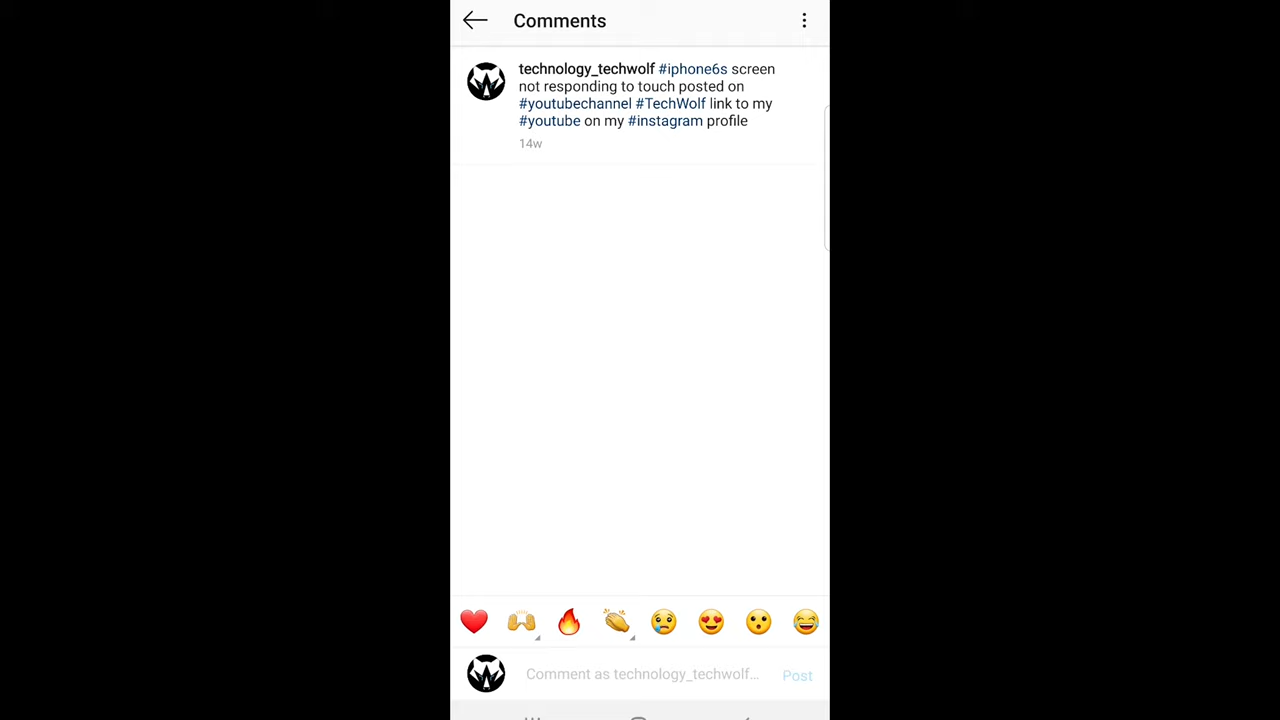 Comments
technology_techwolf #iphone6s screen
not responding to touch posted on
#youtubechannel #TechWolf link to my
#youtube on my #instagram profile
14w
Comment as technology_techwolf...
Post